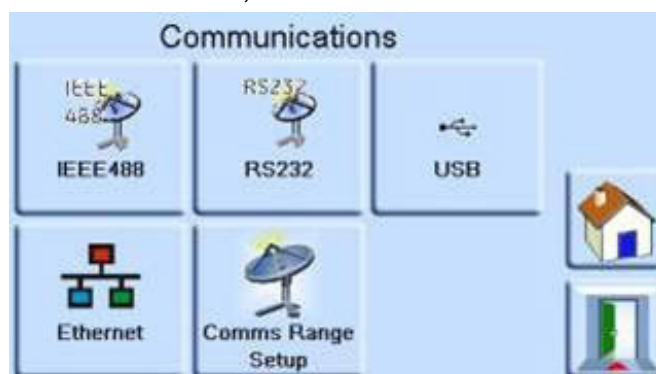 Communications
IEEE
488
IEEE488
RS232
RS232
USB
Ethernet
Comms Range
Setup